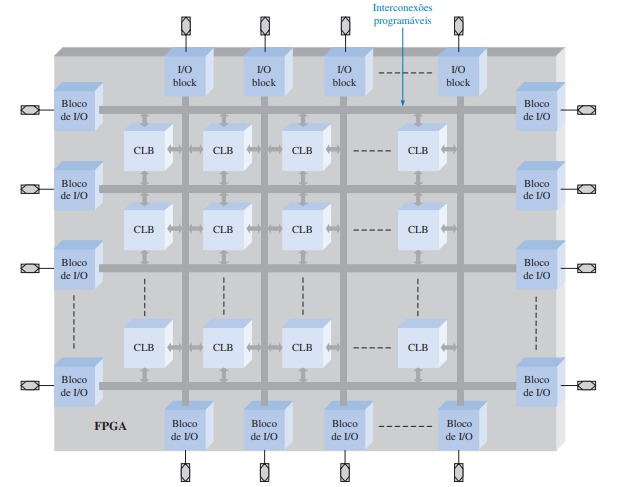 Interconexões
programáveis
I/O
block
I/O
block
I/O
block
I/O
block
Bloco
de I/O
Bloco
de I/O
CLB
CLB
CLB
CLB
Bloco
de I/O
Bloco
de I/O
CLB
CLB
CLB
CLB
Bloco
de I/O
Bloco
de I/O
CLB
CLB
CLB
CLB
Bloco
de I/O
Bloco
de I/O
FPGA
Bloco
de I/O
Bloco
de I/O
Bloco
de I/O
Bloco
de I/O